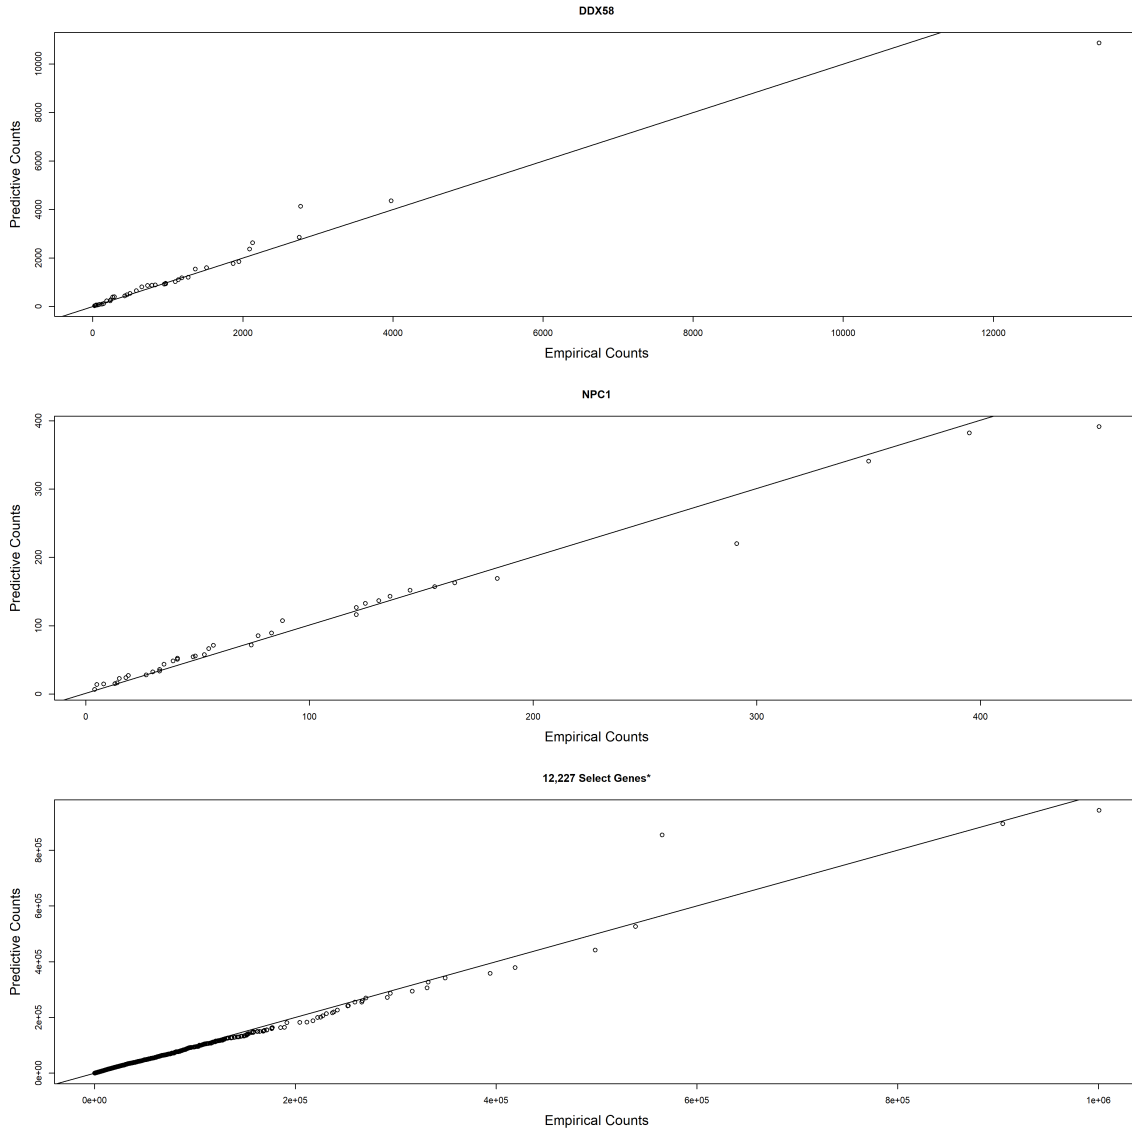 DDX58
Predictive Counts
0 2000 4000 6000 8000 10000
0 2000 4000 6000 8000 10000 12000
Empirical Counts
NPC1
Predictive Counts
0 100 200 300 400
0 100 200 300 400
Empirical Counts
12,227 Select Genes*
Predictive Counts
0e+00 2e+05 4e+05 6e+05 8e+05
0e+00 2e+05 4e+05 6e+05 8e+05 1e+06
Empirical Counts